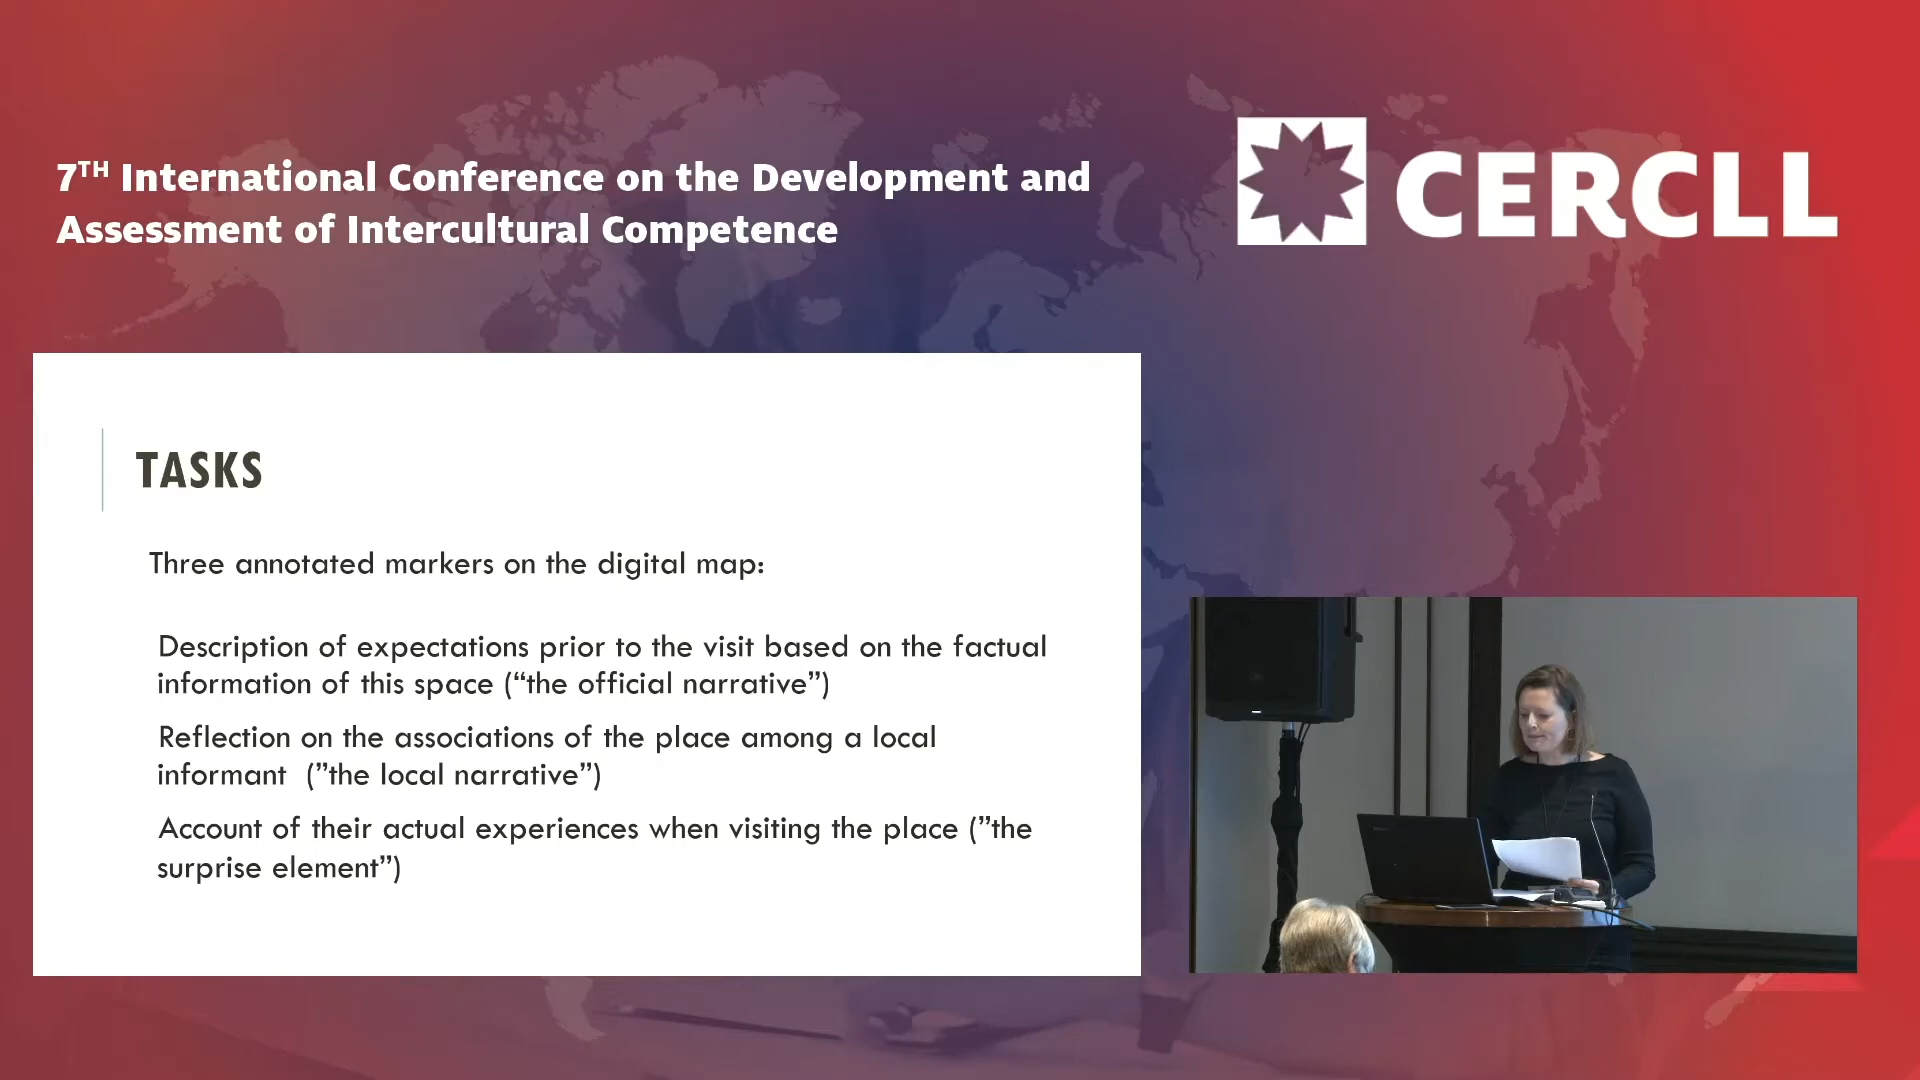 7TH International Conference on the Development and
Assessment of Intercultural Competence
CERCLL
TASKS
Three annotated markers on the digital map:
Description of expectations prior to the visit based on the factual
information of this space (“the official narrative”)
Reflection on the associations of the place among a local
informant (”the local narrative”)
Account of their actual experiences when visiting the place (”the
surprise element”)